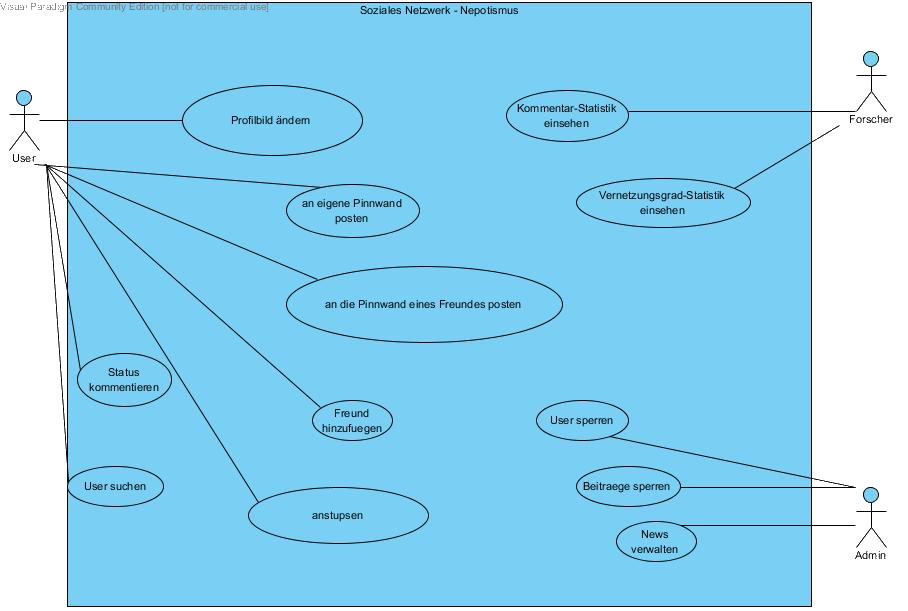 Visual Paradigm Community Edition [not for commercial use]
Soziales Netzwerk - Nepotismus
Profilbild ändern
Kommentar-Statistik
einsehen
Forscher
User
an eigene Pinnwand
posten
Vernetzungsgrad-Statistik
einsehen
an die Pinnwand eines Freundes posten
Status
kommentieren
Freund
hinzufuegen
User sperren
User suchen
Beitraege sperren
anstupsen
News
verwalten
Admin